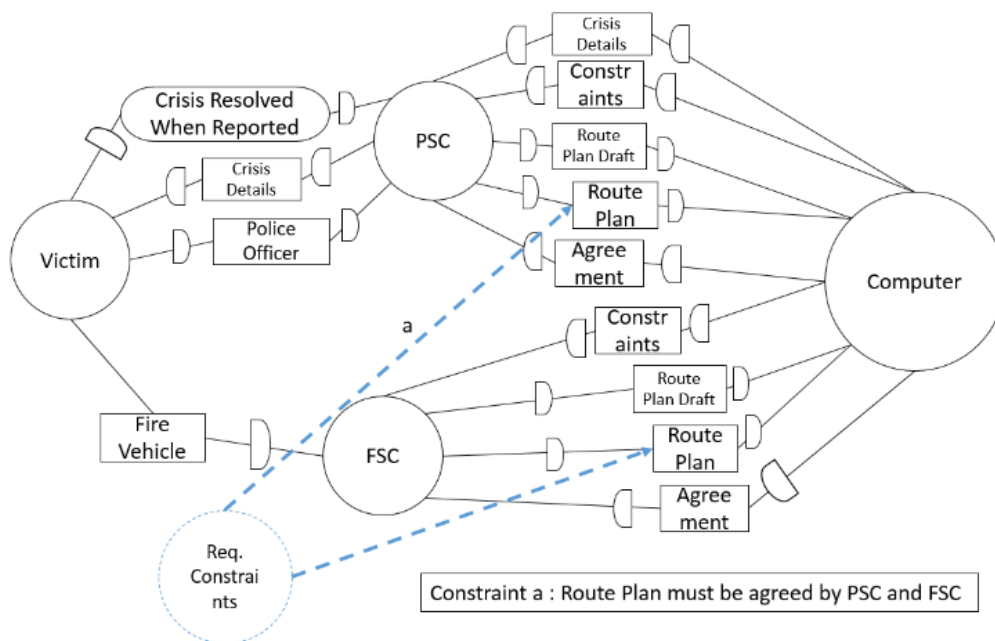 Crisis
Details
Constr
aints
Crisis Resolved
When Reported
PSC
Route
Plan Draft
Crisis
Details
Route
Plan
Police
Officer
Victim
Agree
ment
Computer
a
Constr
aints
Route
Plan Draft
Fire
Vehicle
FSC
Route
Plan
Agree
ment
Req.
Constrai
nts
Constraint a : Route Plan must be agreed by PSC and FSC